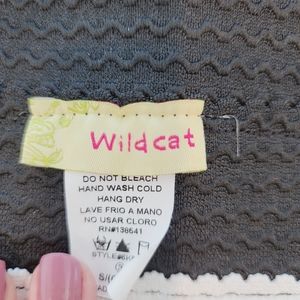 Wildcat
DO NOT BLEACH
HAND WASH COLD
HANG DRY
LAVE FRIO A MANO
NO USAR CLORO
RN#138641